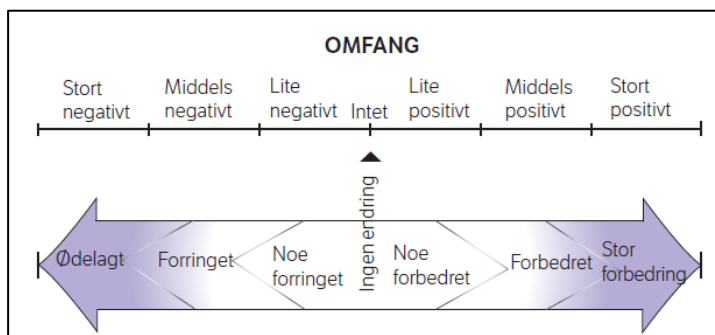 OMFANG
Stort Middels Lite Lite Middels Stort
negativt negativt negativt Intet positivt positivt positivt
Ingen endring
Ødelagt Forringet Noe Noe Forbedret Stor
forringet forbedret forbedring